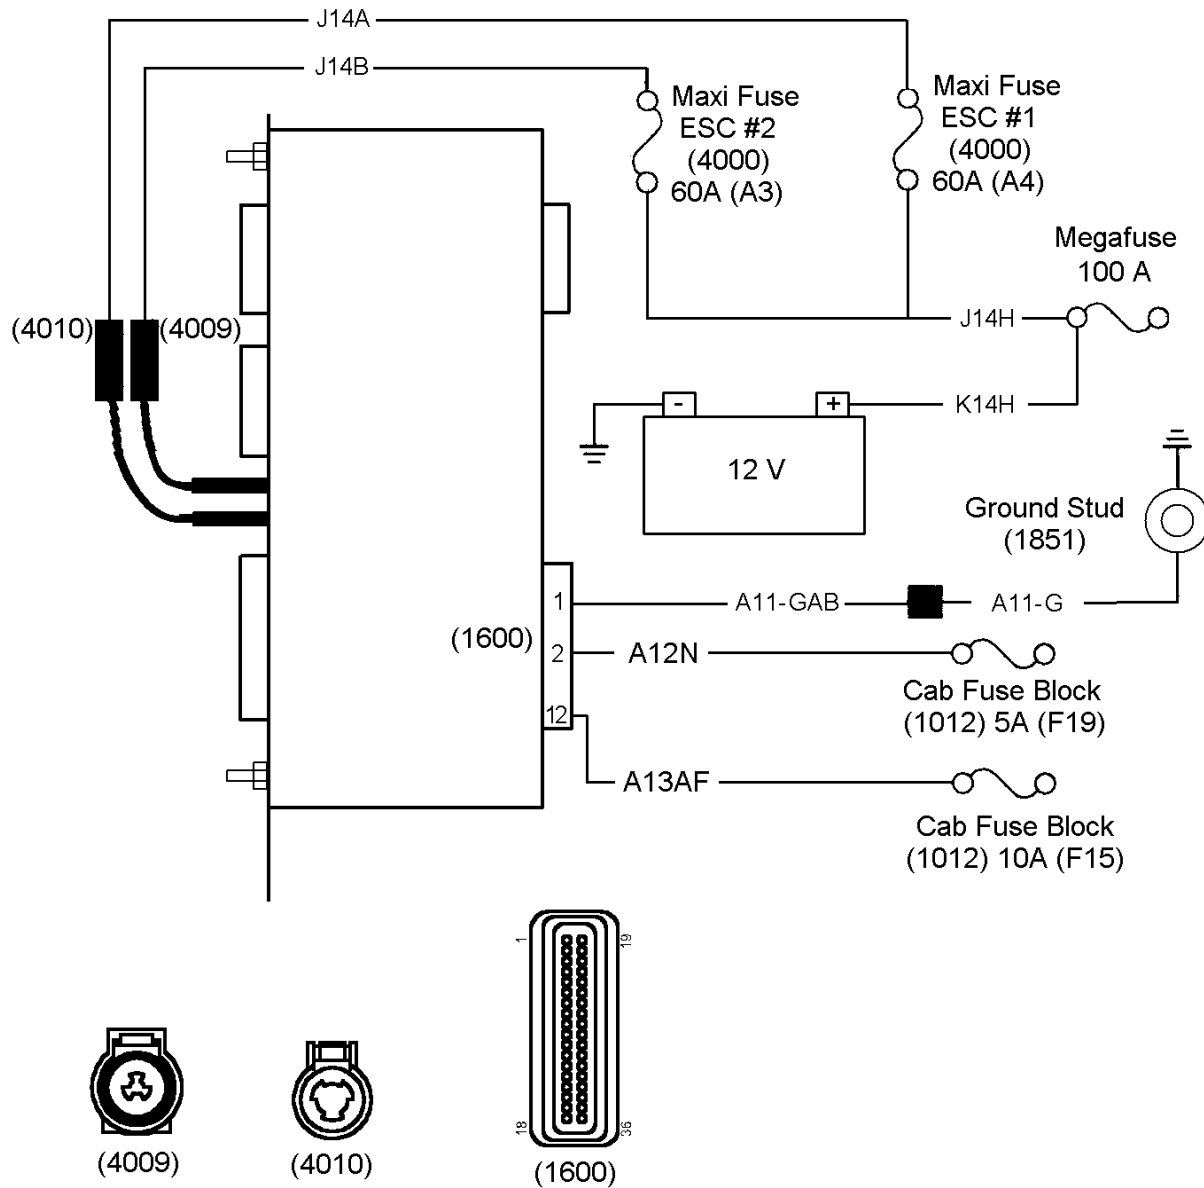 J14A
J14B
Maxi Fuse
ESC #2
(4000)
60A (A3)
Maxi Fuse
ESC #1
(4000)
60A (A4)
Megafuse
100 A
(4010)
(4009)
J14H
-
+
K14H
12 V
Ground Stud
(1851)
1
A11-GAB
A11-G
(1600)
2
A12N
Cab Fuse Block
(1012) 5A (F19)
12
A13AF
Cab Fuse Block
(1012) 10A (F15)
1
19
18
36
(4009)
(4010)
(1600)